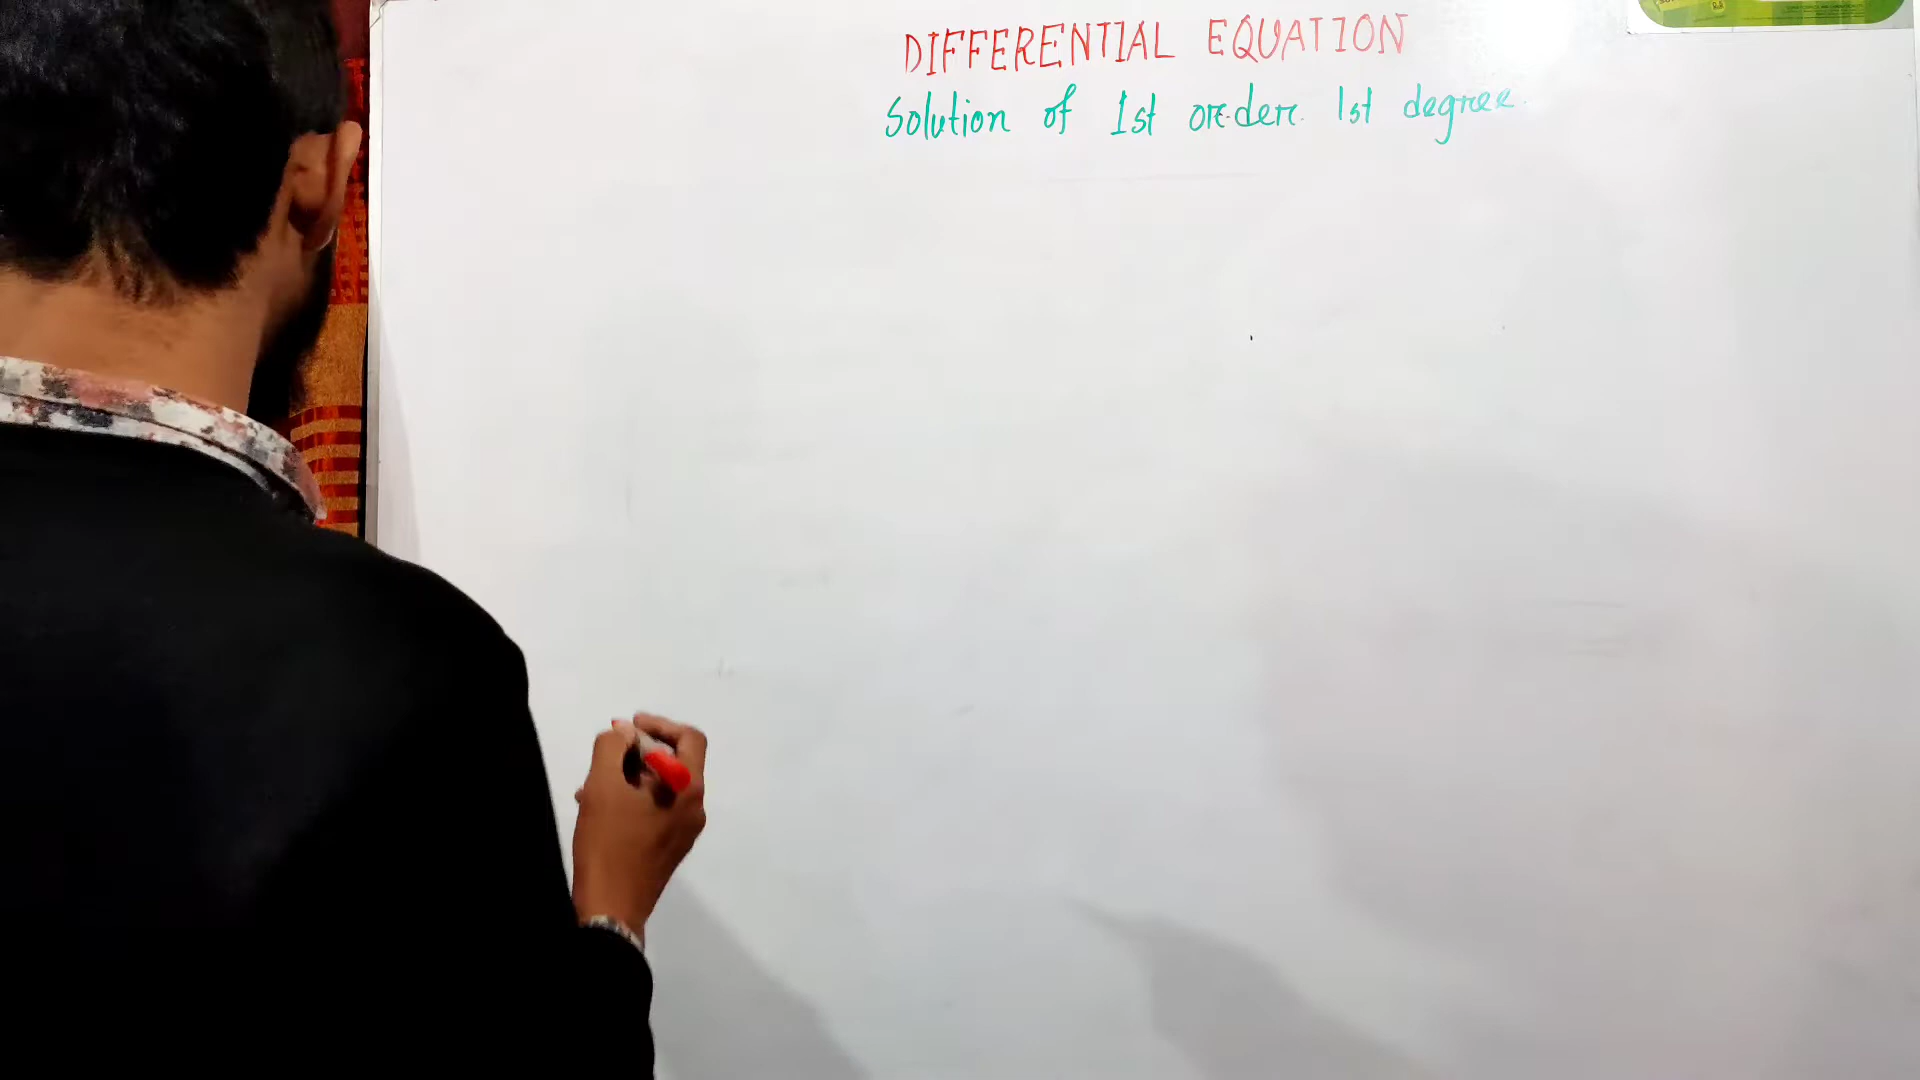 DIFFERENTIAL EQUATION
Solution of 1st order 1st degree